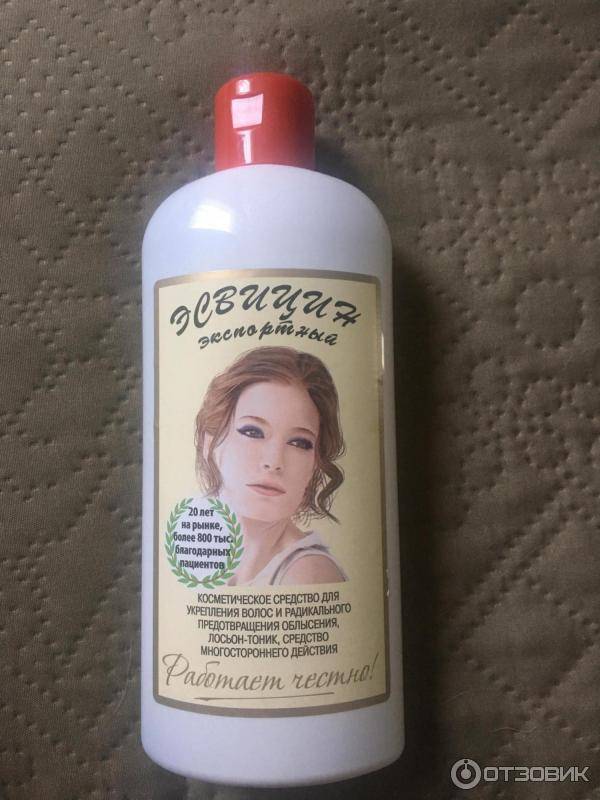 ЭСВИЦИН
экспортный
20 лет
на рынке,
более 800 тыс.
благодарных
пациентов
КОСМЕТИЧЕСКОЕ СРЕДСТВО ДЛЯ
УКРЕПЛЕНИЯ ВОЛОС И РАДИКАЛЬНОГО
ПРЕДОТВРАЩЕНИЯ ОБЛЫСЕНИЯ,
ЛОСЬОН-ТОНИК, СРЕДСТВО
МНОГОСТОРОННЕГО ДЕЙСТВИЯ
Работает честно!
ОТЗОВИК